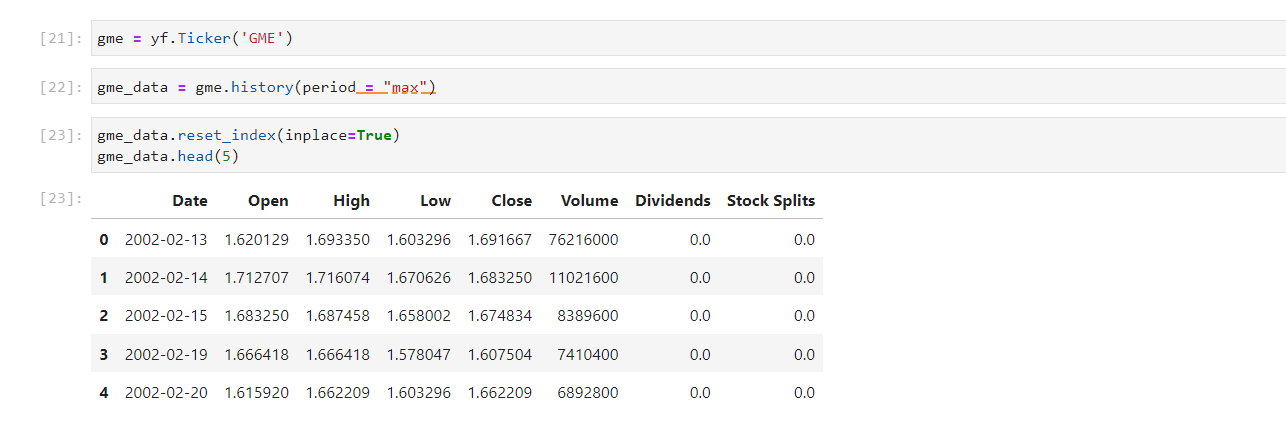 [21]: gme = yf.Ticker('GME')
[22]: gme_data = gme.history(period = "max")
[23]: gme_data.reset_index(inplace=True)
gme_data.head(5)
[23]: Date Open High Low Close Volume Dividends Stock Splits
0 2002-02-13 1.620129 1.693350 1.603296 1.691667 76216000 0.0 0.0
1 2002-02-14 1.712707 1.716074 1.670626 1.683250 11021600 0.0 0.0
2 2002-02-15 1.683250 1.687458 1.658002 1.674834 8389600 0.0 0.0
3 2002-02-19 1.666418 1.666418 1.578047 1.607504 7410400 0.0 0.0
4 2002-02-20 1.615920 1.662209 1.603296 1.662209 6892800 0.0 0.0